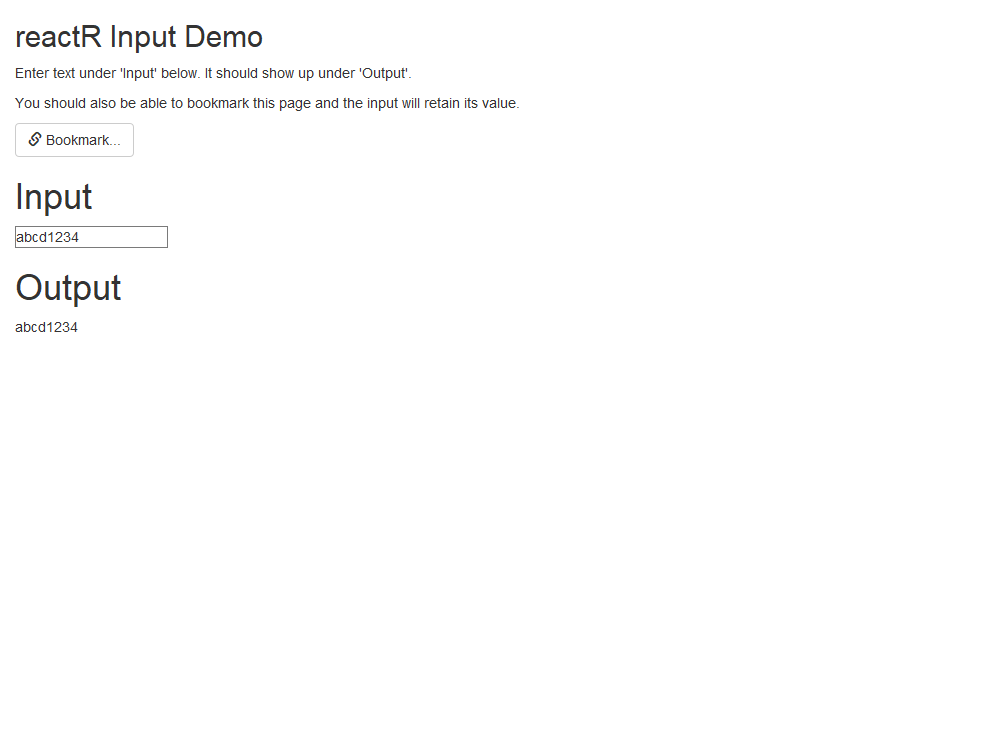 reactR Input Demo
Enter text under 'Input' below. It should show up under 'Output'.
You should also be able to bookmark this page and the input will retain its value.
Bookmark...
Input
abcd1234
Output
abcd1234